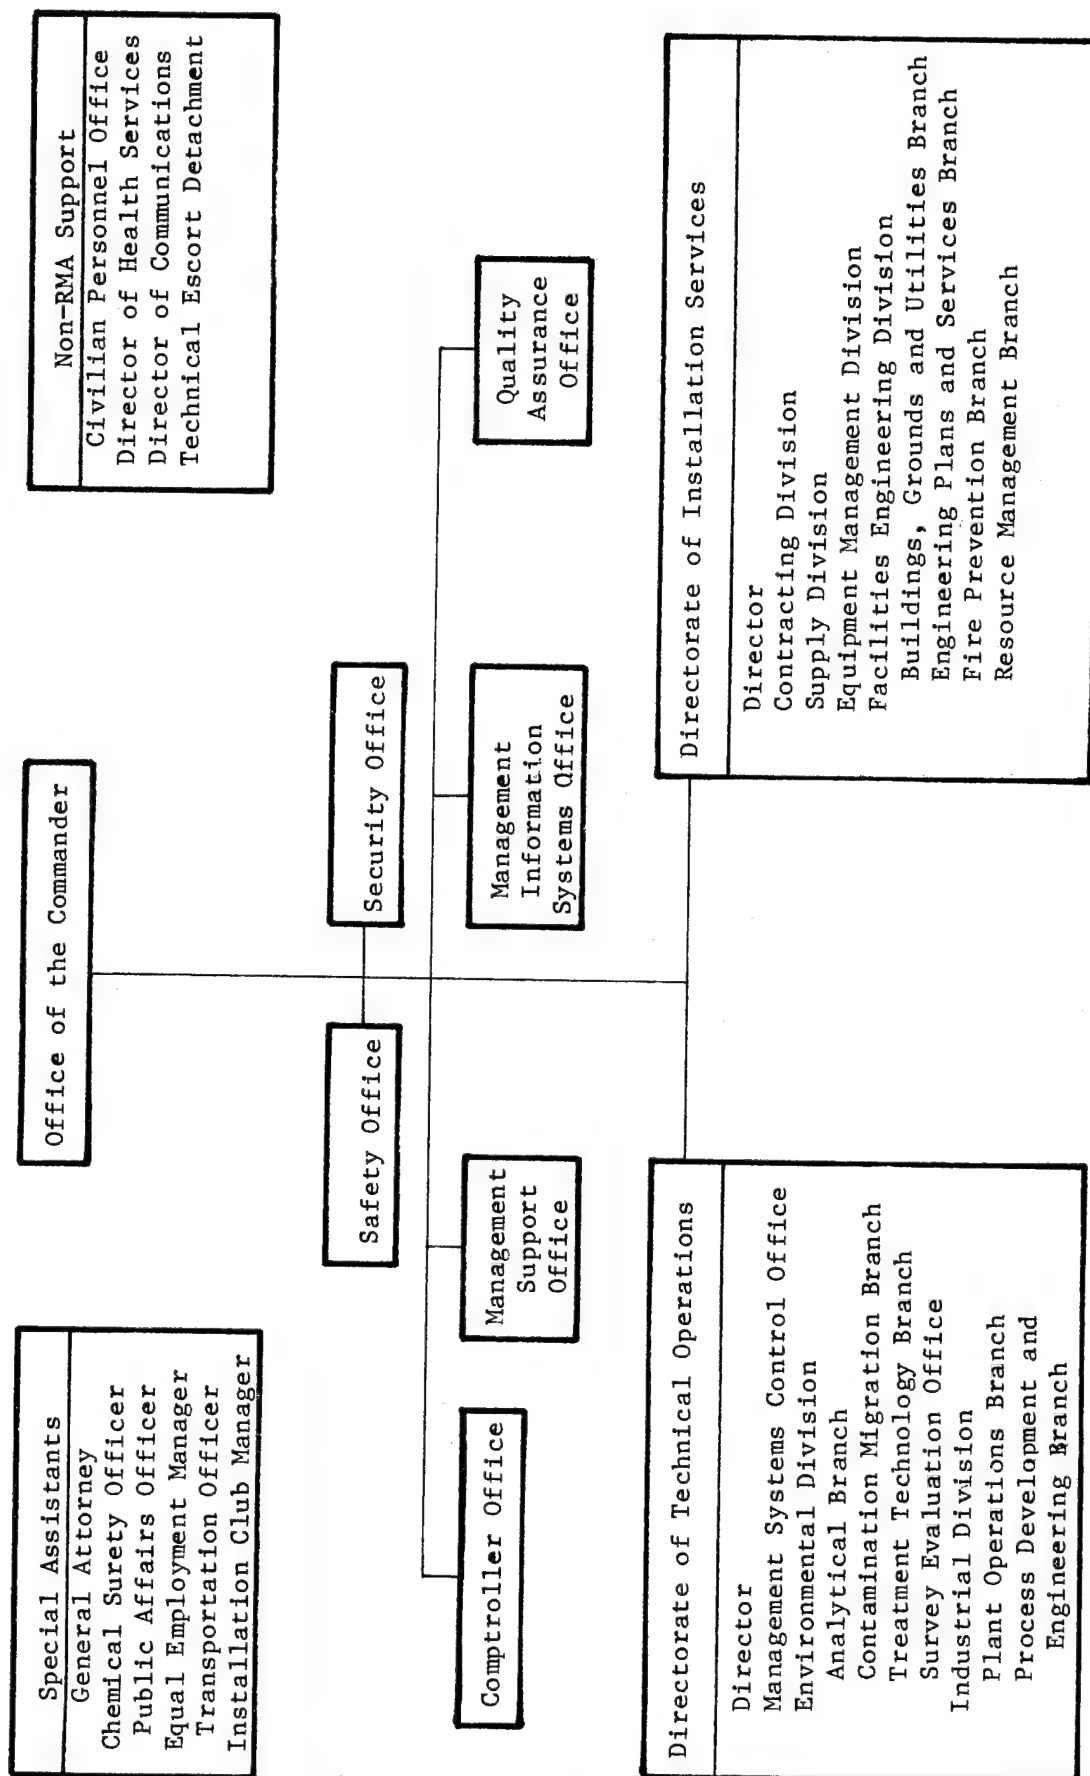 Office of the Commander
Special Assistants
General Attorney
Chemical Surety Officer
Public Affairs Officer
Equal Employment Manager
Transportation Officer
Installation Club Manager
Non-RMA Support
Civilian Personnel Office
Director of Health Services
Director of Communications
Technical Escort Detachment
Safety Office
Security Office
Comptroller Office
Management
Support
Office
Management
Information
Systems Office
Quality
Assurance
Office
Directorate of Technical Operations
Director
Management Systems Control Office
Environmental Division
Analytical Branch
Contamination Migration Branch
Treatment Technology Branch
Survey Evaluation Office
Industrial Division
Plant Operations Branch
Process Development and
Engineering Branch
Directorate of Installation Services
Director
Contracting Division
Supply Division
Equipment Management Division
Facilities Engineering Division
Buildings, Grounds and Utilities Branch
Engineering Plans and Services Branch
Fire Prevention Branch
Resource Management Branch